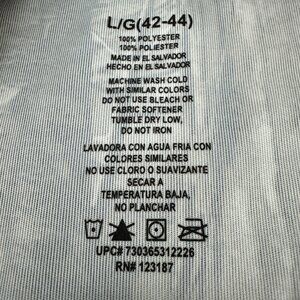 L/G(42-44)
100% POLYESTER
100% POLIESTER
MADE IN EL SALVADOR
HECHO EN EL SALVADOR
MACHINE WASH COLD
WITH SIMILAR COLORS
DO NOT USE BLEACH OR
FABRIC SOFTENER
TUMBLE DRY LOW,
DO NOT IRON
LAVADORA CON AGUA FRIA CON
COLORES SIMILARES
NO USE CLORO O SUAVIZANTE
SECAR A
TEMPERATURA BAJA,
NO PLANCHAR
UPC# 730365312226
RN# 123187